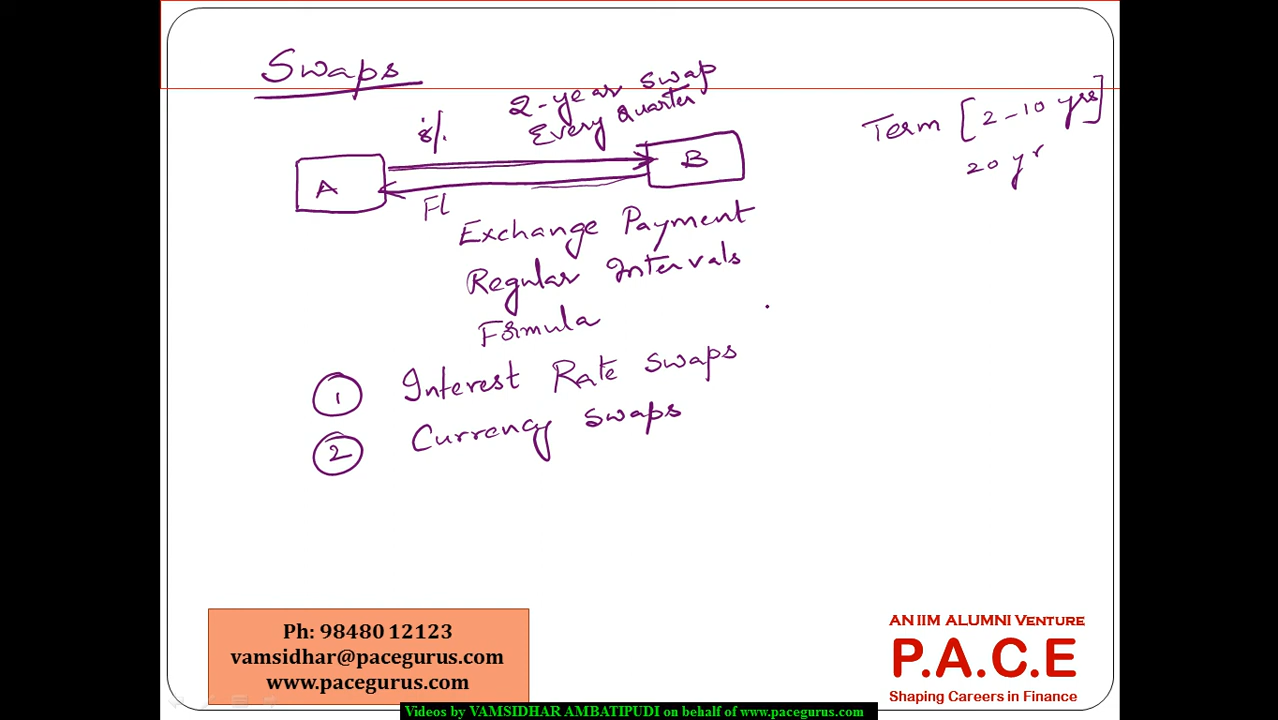 Swaps
2-year swap
Every Quarter
8%
Term [2-10 yrs]
20 yr
A
B
Fl
Exchange Payment
Regular Intervals
Formula
1 Interest Rate Swaps
2 Currency Swaps
Ph: 98480 12123
vamsidhar@pacegurus.com
www.pacegurus.com
AN IIM ALUMNI VENTURE
P.A.C.E
Shaping Careers in Finance
Videos by VAMSIDHAR AMBATIPUDI on behalf of www.pacegurus.com